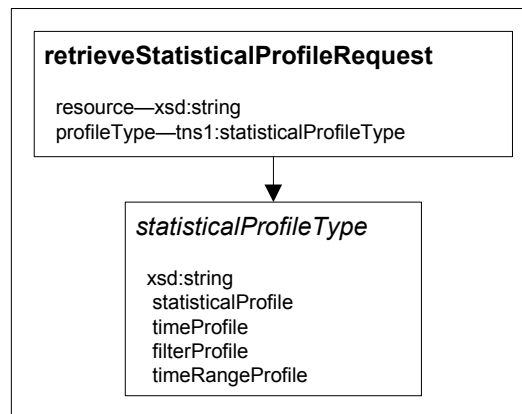 retrieveStatisticalProfileRequest
resource—xsd:string
profileType—tns1:statisticalProfileType
statisticalProfileType
xsd:string
statisticalProfile
timeProfile
filterProfile
timeRangeProfile